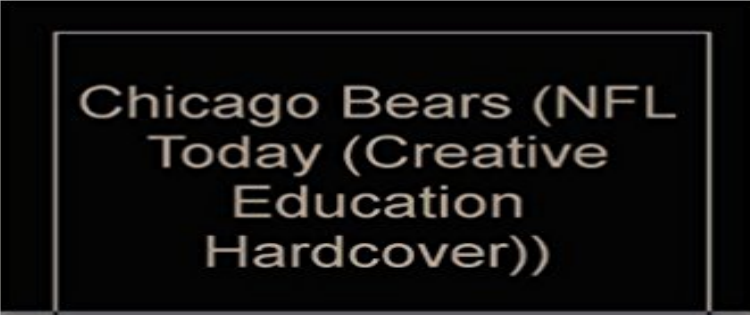 Chicago Bears (NFL
Today (Creative
Education
Hardcover))